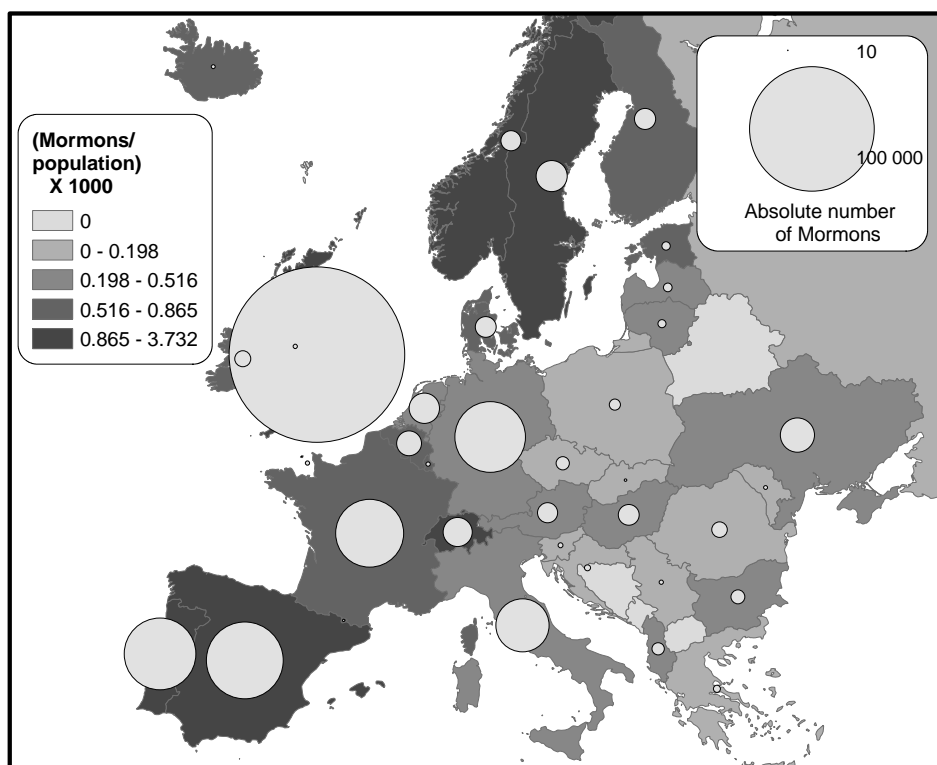 (Mormons/
population)
X 1000
0
0 - 0.198
0.198 - 0.516
0.516 - 0.865
0.865 - 3.732
10
100 000
Absolute number
of Mormons